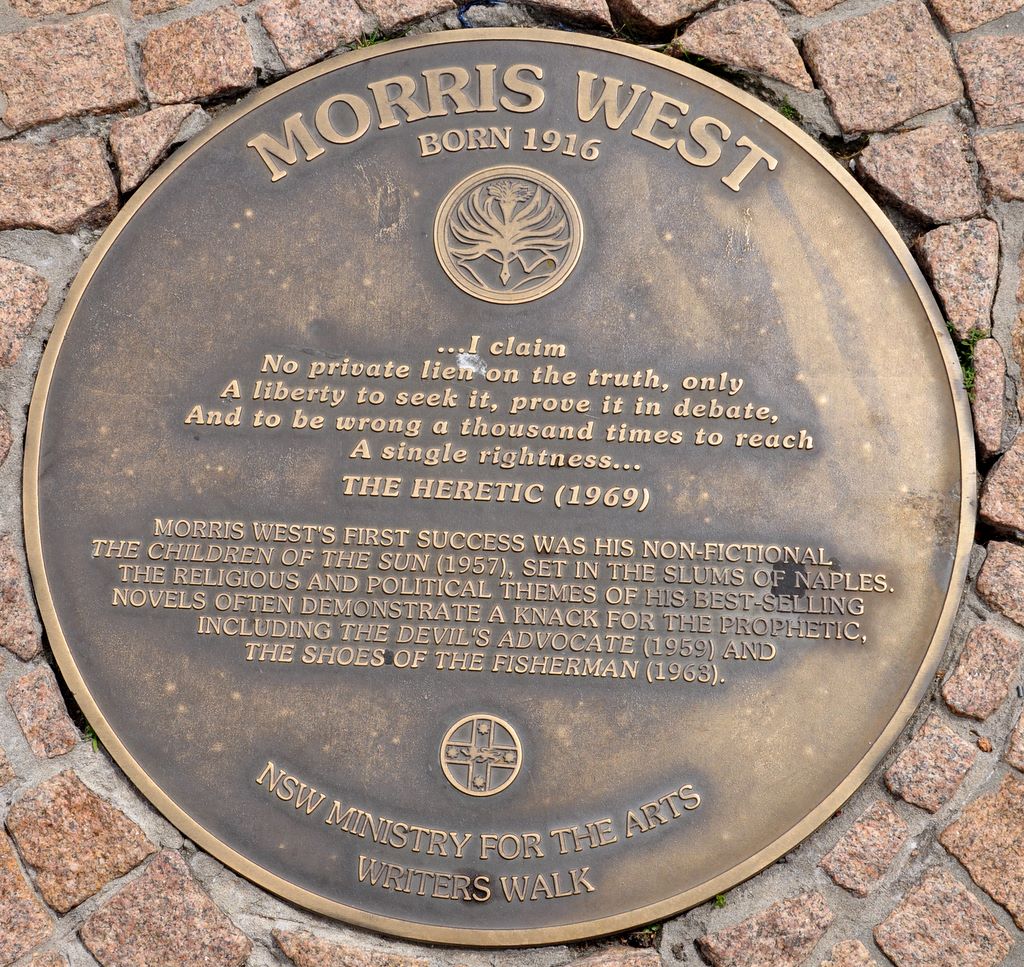 MORRIS WEST
BORN 1916
...I claim
No private lien on the truth, only
A liberty to seek it, prove it in debate,
And to be wrong a thousand times to reach
A single rightness...
THE HERETIC (1969)
MORRIS WEST'S FIRST SUCCESS WAS HIS NON-FICTIONAL
THE CHILDREN OF THE SUN (1957), SET IN THE SLUMS OF NAPLES.
THE RELIGIOUS AND POLITICAL THEMES OF HIS BEST-SELLING
NOVELS OFTEN DEMONSTRATE A KNACK FOR THE PROPHETIC,
INCLUDING THE DEVIL'S ADVOCATE (1959) AND
THE SHOES OF THE FISHERMAN (1963).
NSW MINISTRY FOR THE ARTS
WRITERS WALK